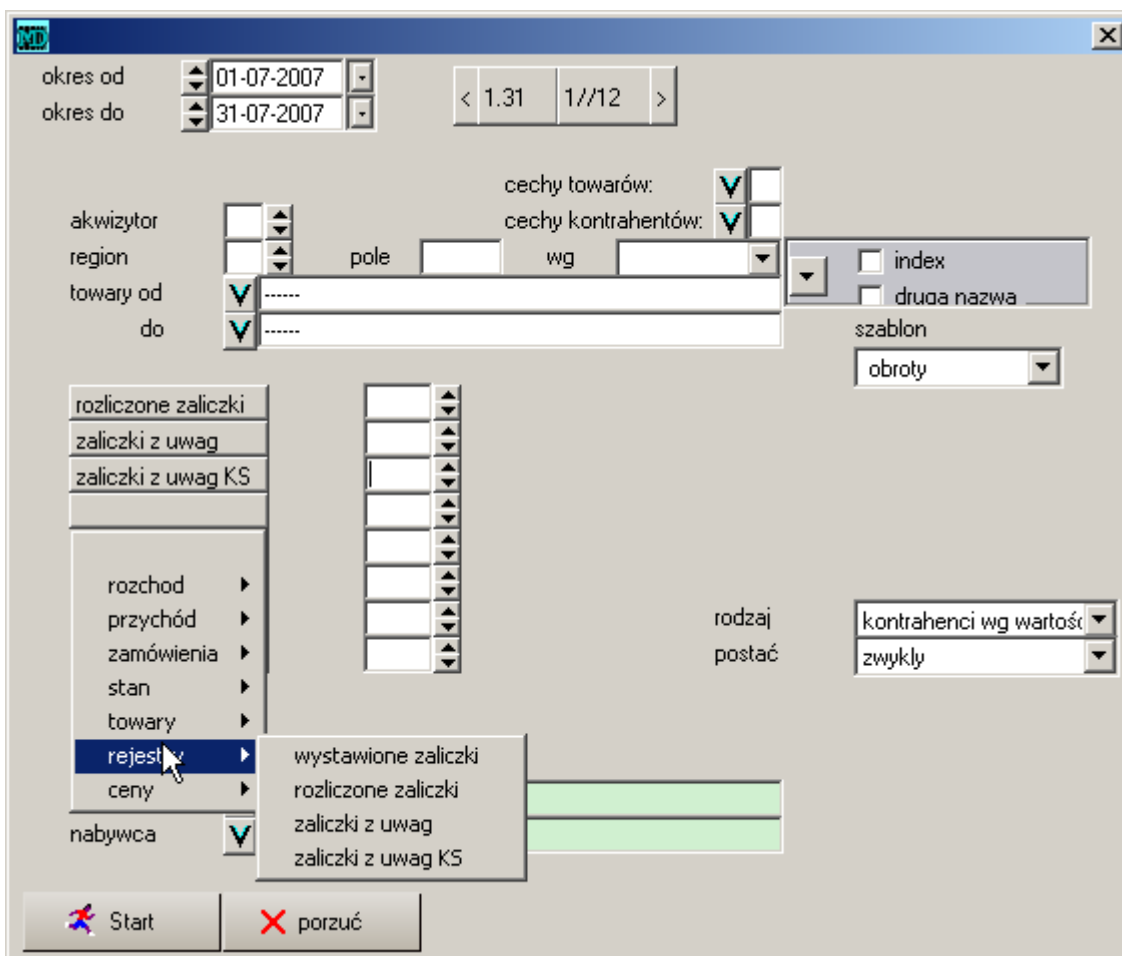 MD
okres od 01-07-2007
okres do 31-07-2007
< 1.31 1//12 >
cechy towarów:
akwizytor cechy kontrahentów:
region pole wg index
towary od ------ druga nazwa
do ------ szablon
obroty
rozliczone zaliczki
zaliczki z uwag
zaliczki z uwag KS
rozchod
przychód rodzaj kontrahenci wg wartość
zamówienia postać zwykly
stan
towary
rejestry wystawione zaliczki
ceny rozliczone zaliczki
nabywca zaliczki z uwag
zaliczki z uwag KS
Start porzuć